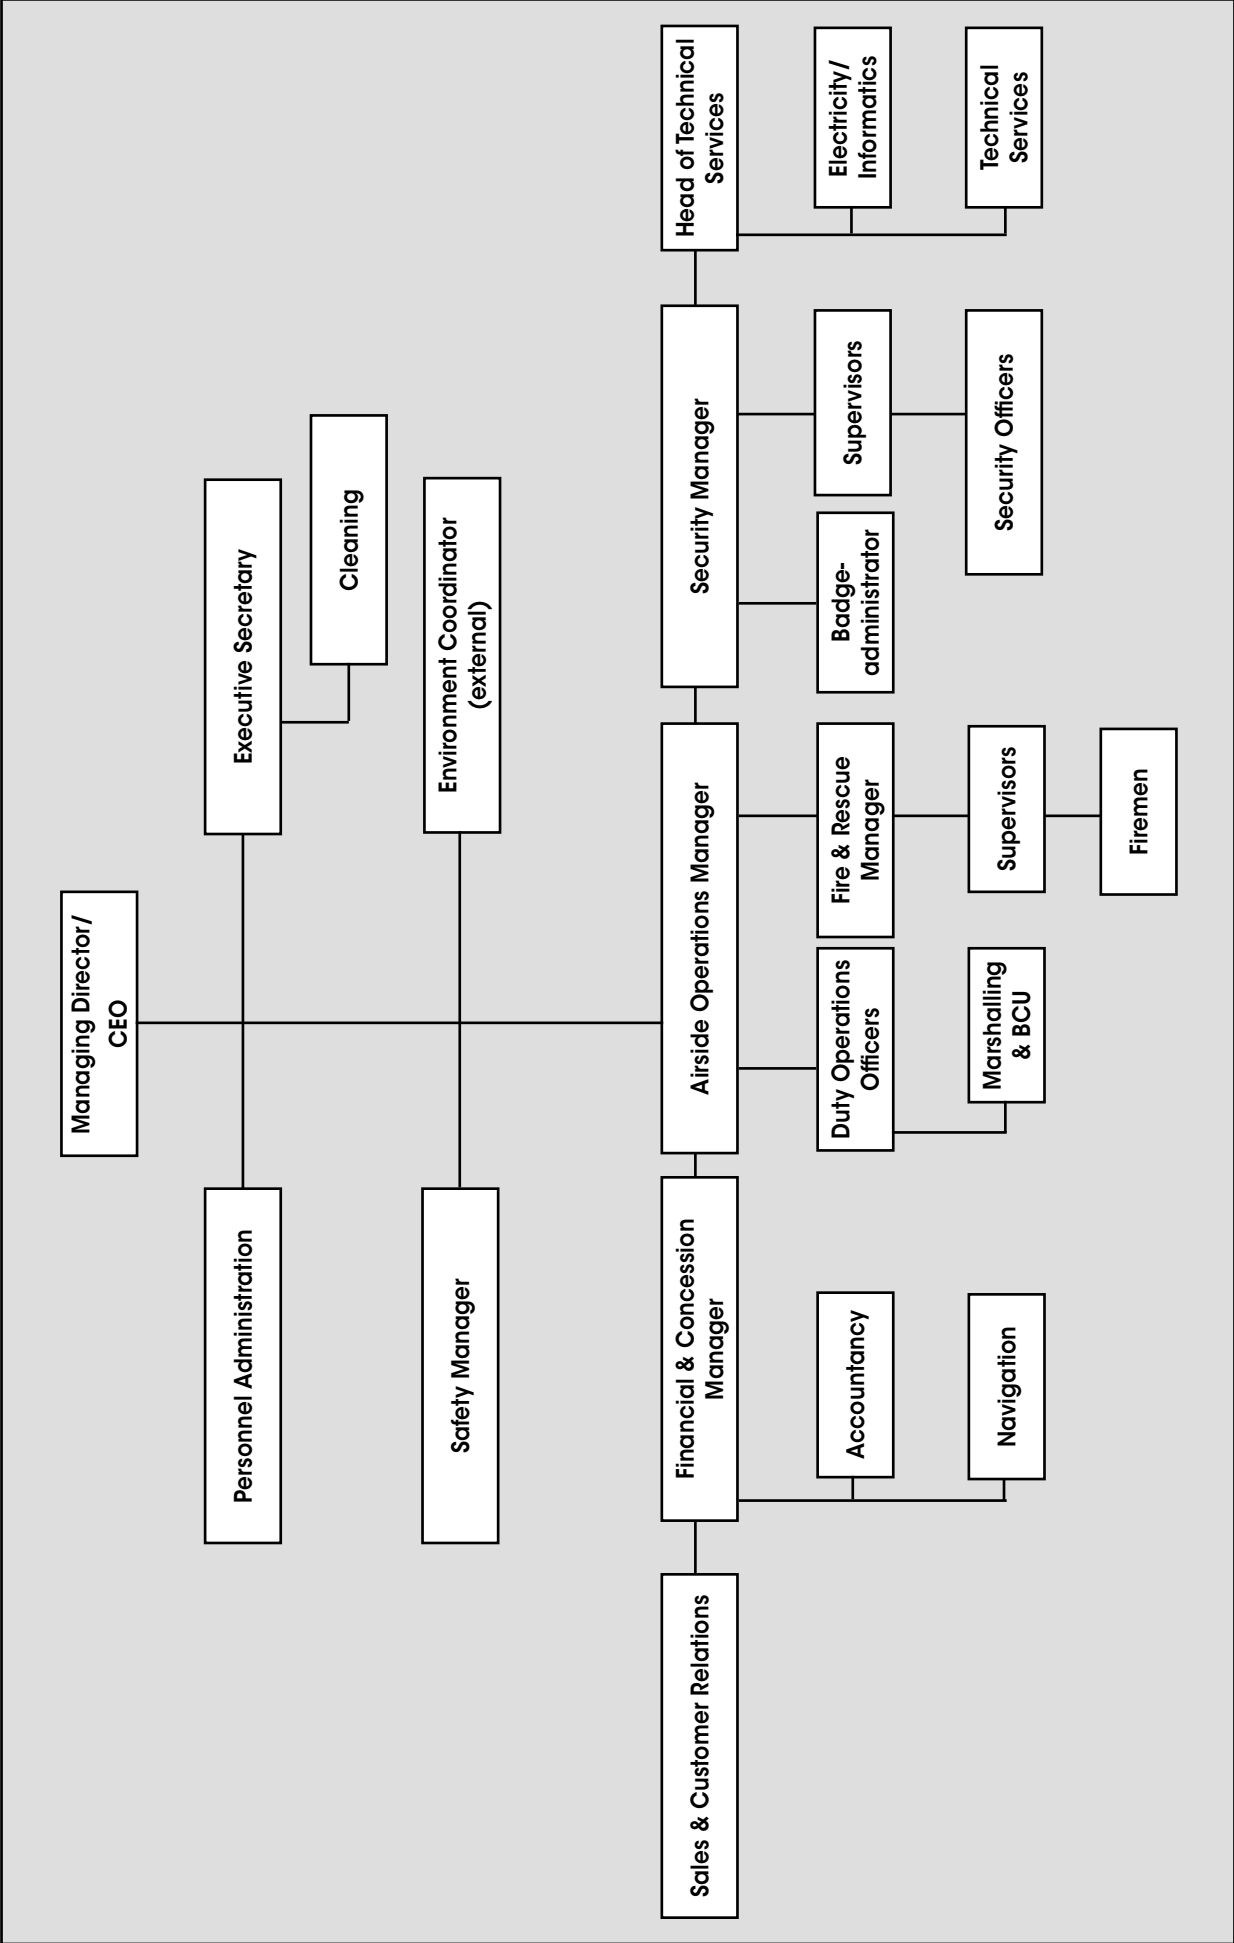 Managing Director/
CEO
Personnel Administration
Executive Secretary
Cleaning
Safety Manager
Environment Coordinator
(external)
Sales & Customer Relations
Financial & Concession
Manager
Airside Operations Manager
Security Manager
Head of Technical
Services
Accountancy
Duty Operations
Officers
Fire & Rescue
Manager
Badge-
administrator
Supervisors
Electricity/
Informatics
Navigation
Marshalling
& BCU
Supervisors
Security Officers
Technical
Services
Firemen